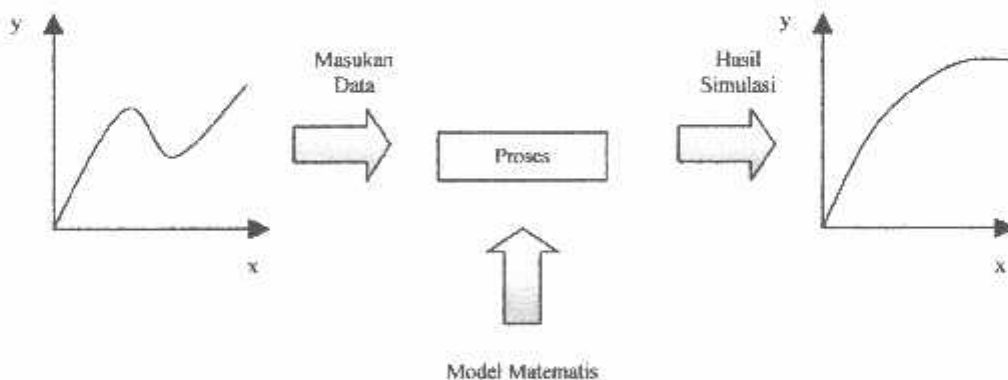 y
Masukan
Data
x
Proses
Model Matematis
Hasil
Simulasi
y
x